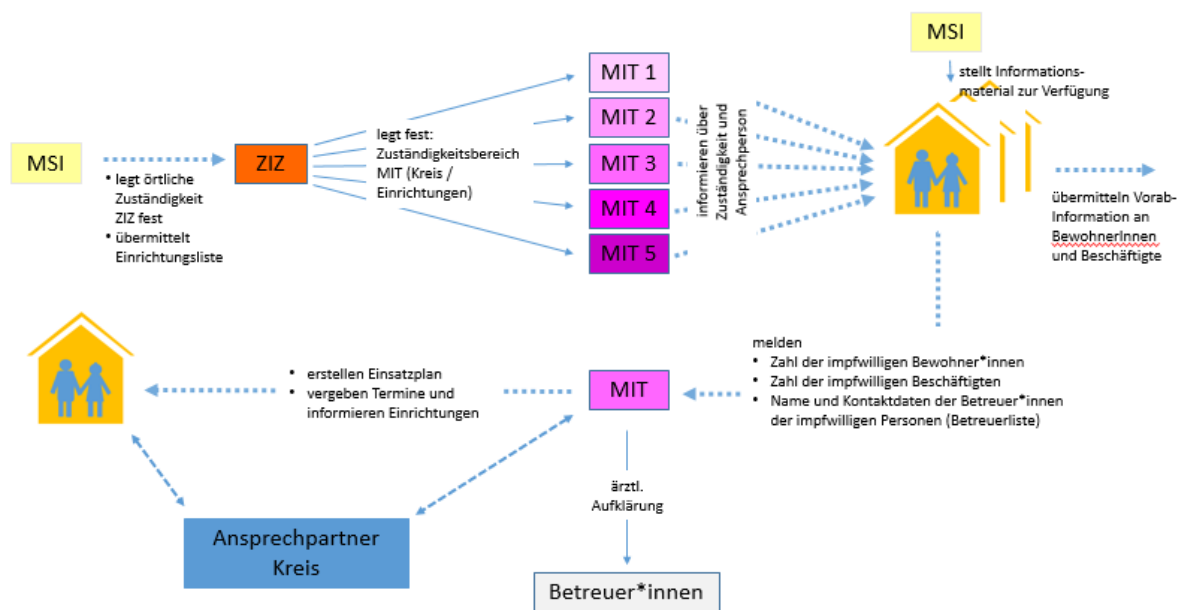 MSI
• legt örtliche
Zuständigkeit
ZIZ fest
• übermittelt
Einrichtungsliste
ZIZ
legt fest:
Zuständigkeitsbereich
MIT (Kreis /
Einrichtungen)
MIT 1
MIT 2
MIT 3
MIT 4
MIT 5
informieren über
Zuständigkeit und
Ansprechperson
MSI
stellt Informations-
material zur Verfügung
übermitteln Vorab-
Information an
BewohnerInnen
und Beschäftigte
melden
• Zahl der impfwilligen Bewohner*innen
• Zahl der impfwilligen Beschäftigten
• Name und Kontaktdaten der Betreuer*innen
der impfwilligen Personen (Betreuerliste)
MIT
• erstellen Einsatzplan
• vergeben Termine und
informieren Einrichtungen
ärztl.
Aufklärung
Ansprechpartner
Kreis
Betreuer*innen